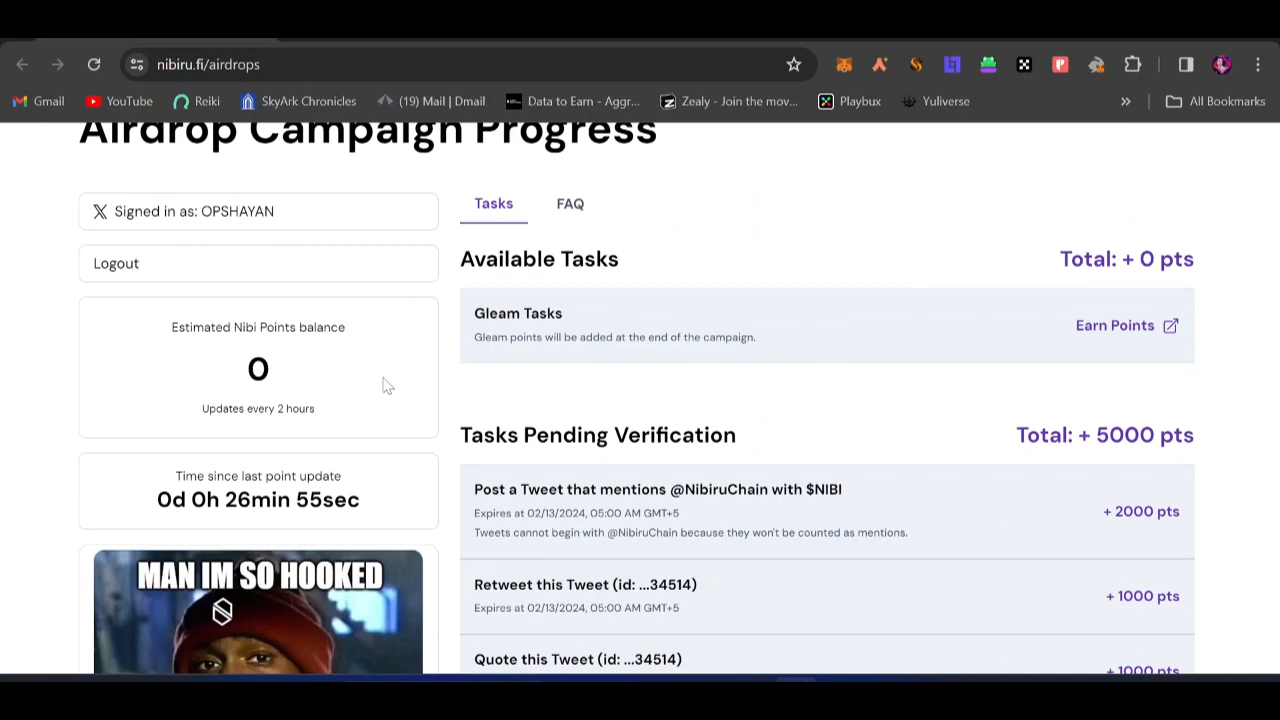 nibiru.fi/airdrops
Gmail
YouTube
Reiki
SkyArk Chronicles
(19) Mail | Dmail
Data to Earn - Aggr...
Zealy - Join the mov...
Playbux
Yuliverse
»
All Bookmarks
Airdrop Campaign Progress
Signed in as: OPSHAYAN
Logout
Estimated Nibi Points balance
0
Updates every 2 hours
Time since last point update
0d 0h 26min 55sec
MAN IM SO HOOKED
Tasks
FAQ
Available Tasks
Total: + 0 pts
Gleam Tasks
Gleam points will be added at the end of the campaign.
Earn Points
Tasks Pending Verification
Total: + 5000 pts
Post a Tweet that mentions @NibiruChain with $NIBI
Expires at 02/13/2024, 05:00 AM GMT+5
Tweets cannot begin with @NibiruChain because they won't be counted as mentions.
+ 2000 pts
Retweet this Tweet (id: ...34514)
Expires at 02/13/2024, 05:00 AM GMT+5
+ 1000 pts
Quote this Tweet (id: ...34514)
+ 1000 pts